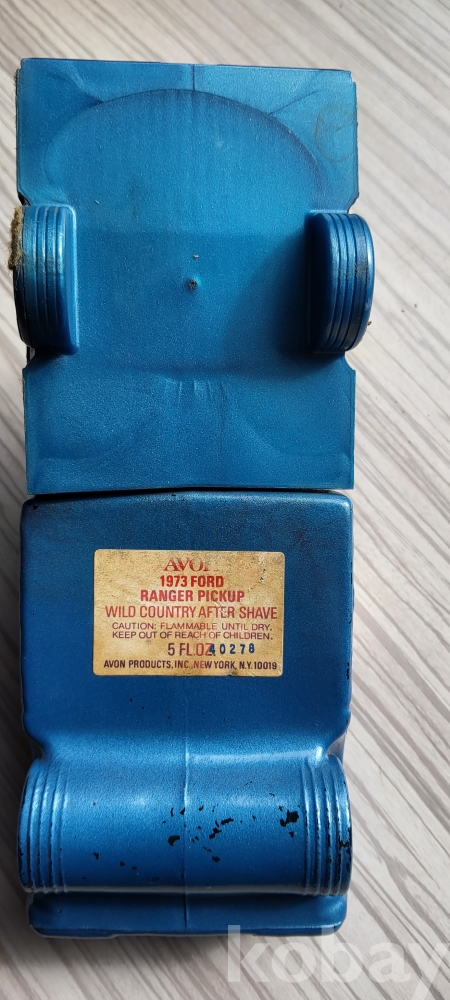 AVON
1973 FORD
RANGER PICKUP
WILD COUNTRY AFTER SHAVE
CAUTION: FLAMMABLE UNTIL DRY.
KEEP OUT OF REACH OF CHILDREN.
5 FL.OZ. 40278
AVON PRODUCTS, INC., NEW YORK, N.Y. 10019
kobay